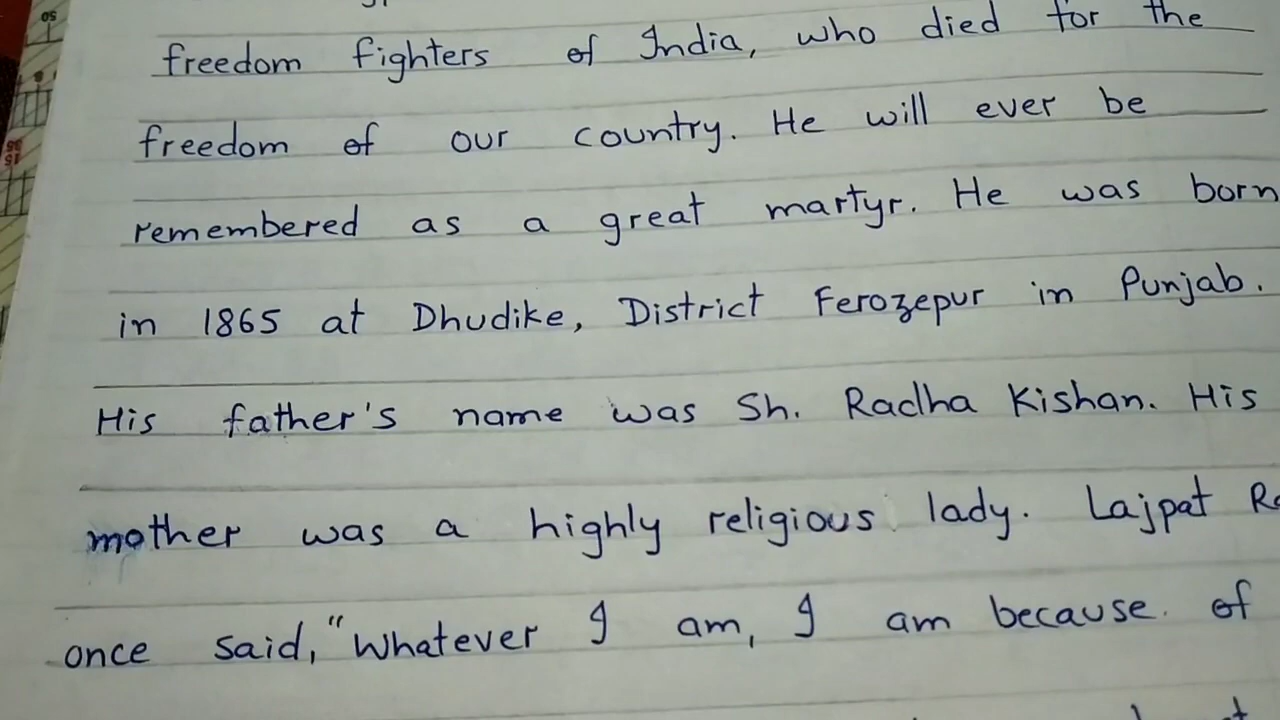 freedom fighters of India, who died for the
freedom of our country. He will ever be
remembered as a great martyr. He was born
in 1865 at Dhudike, District Ferozepur in Punjab.
His father's name was Sh. Radha Kishan. His
mother was a highly religious lady. Lajpat
once said, "Whatever I am, I am because of